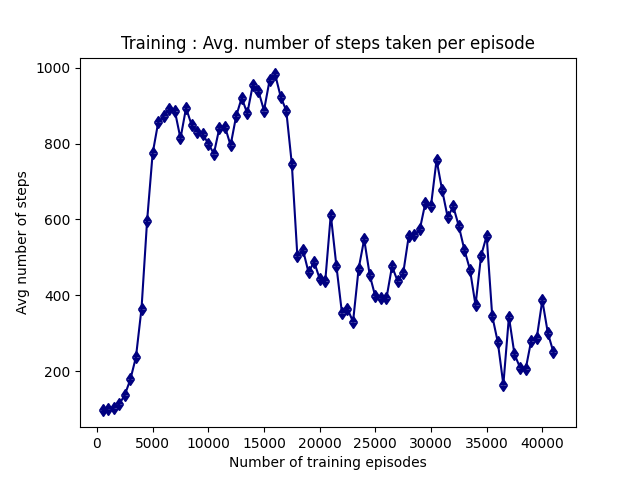 Training : Avg. number of steps taken per episode
1000
800
600
400
200
Avg number of steps
0 5000 10000 15000 20000 25000 30000 35000 40000
Number of training episodes